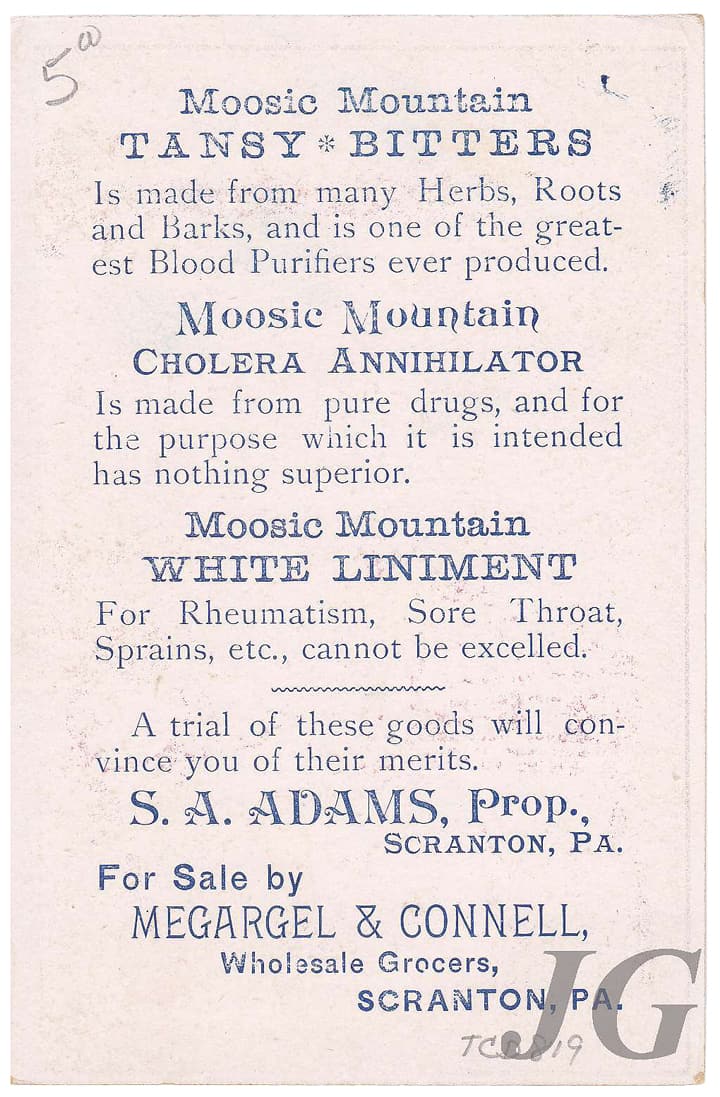 5⁰⁰
Moosic Mountain
TANSY * BITTERS
Is made from many Herbs, Roots
and Barks, and is one of the great-
est Blood Purifiers ever produced.
Moosic Mountain
CHOLERA ANNIHILATOR
Is made from pure drugs, and for
the purpose which it is intended
has nothing superior.
Moosic Mountain
WHITE LINIMENT
For Rheumatism, Sore Throat,
Sprains, etc., cannot be excelled.
A trial of these goods will con-
vince you of their merits.
S. A. ADAMS, Prop.,
SCRANTON, PA.
For Sale by
MEGARGEL & CONNELL,
Wholesale Grocers,
SCRANTON, PA.
JG